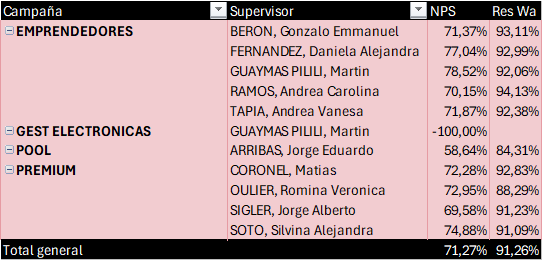 Campaña Supervisor NPS Res Wa
EMPRENDEDORES BERON, Gonzalo Emmanuel 71,37% 93,11%
FERNANDEZ, Daniela Alejandra 77,04% 92,99%
GUAYMAS PILILI, Martin 78,52% 92,06%
RAMOS, Andrea Carolina 70,15% 94,13%
TAPIA, Andrea Vanesa 71,87% 92,38%
GEST ELECTRONICAS GUAYMAS PILILI, Martin -100,00%
POOL ARRIBAS, Jorge Eduardo 58,64% 84,31%
PREMIUM CORONEL, Matias 72,28% 92,83%
OULIER, Romina Veronica 72,95% 88,29%
SIGLER, Jorge Alberto 69,58% 91,23%
SOTO, Silvina Alejandra 74,88% 91,09%
Total general 71,27% 91,26%